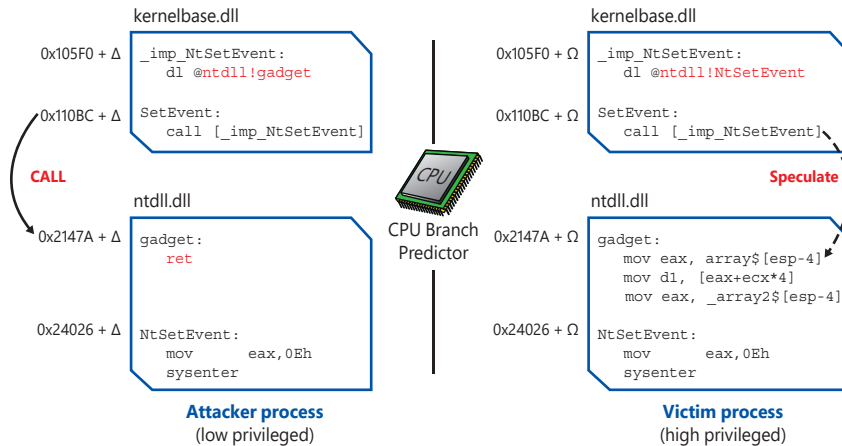 kernelbase.dll
0x105F0 + Δ
_imp_NtSetEvent:
dl @ntdll!gadget
0x110BC + Δ
SetEvent:
call [_imp_NtSetEvent]
CALL
ntdll.dll
0x2147A + Δ
gadget:
ret
0x24026 + Δ
NtSetEvent:
mov eax,0Eh
sysenter
Attacker process
(low privileged)
CPU
CPU Branch
Predictor
kernelbase.dll
0x105F0 + Ω
_imp_NtSetEvent:
dl @ntdll!NtSetEvent
0x110BC + Ω
SetEvent:
call [_imp_NtSetEvent]
Speculate
ntdll.dll
0x2147A + Ω
gadget:
mov eax, array$[esp-4]
mov dl, [eax+ecx*4]
mov eax, _array2$[esp-4]
0x24026 + Ω
NtSetEvent:
mov eax,0Eh
sysenter
Victim process
(high privileged)